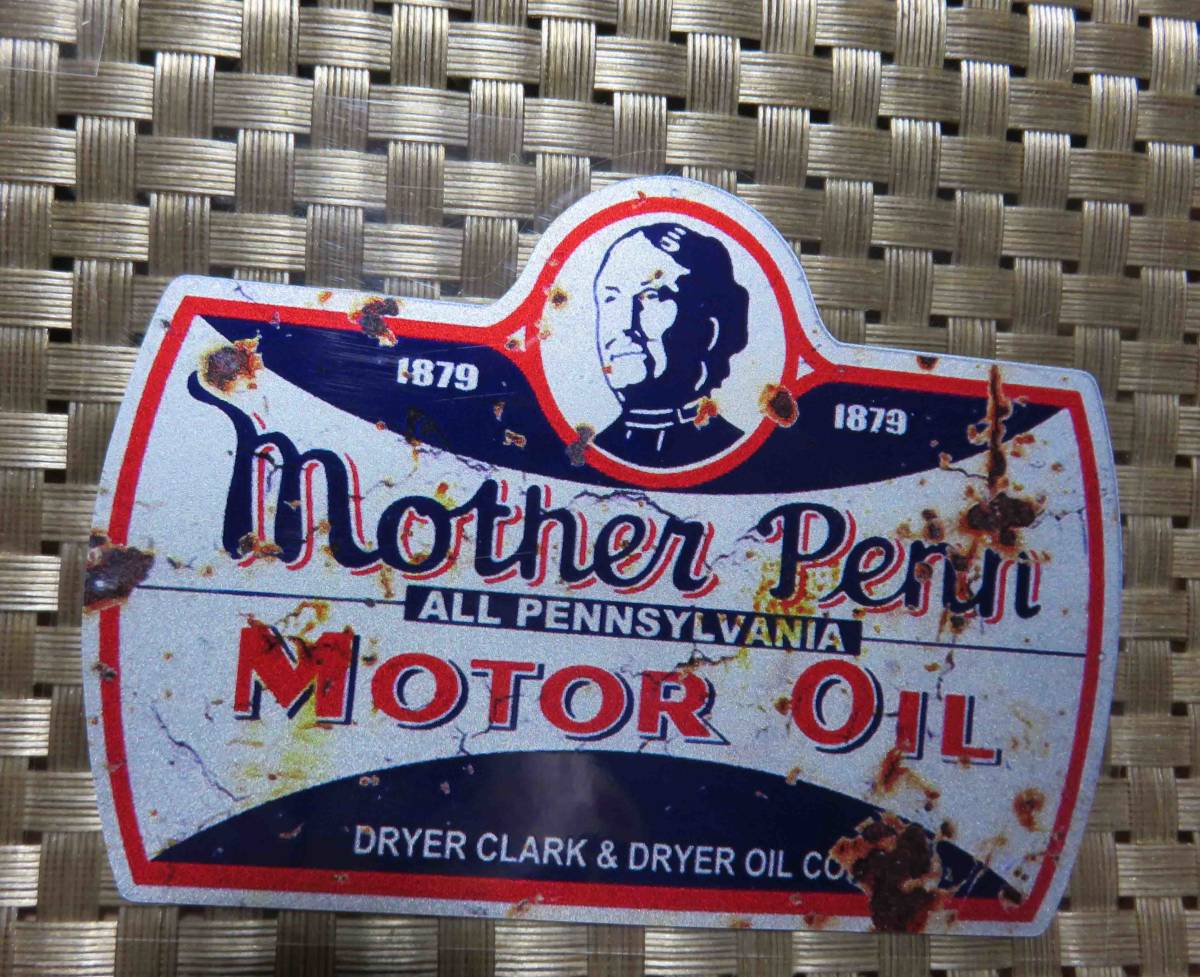 1879
1879
Mother Penn
ALL PENNSYLVANIA
MOTOR OIL
DRYER CLARK & DRYER OIL CO